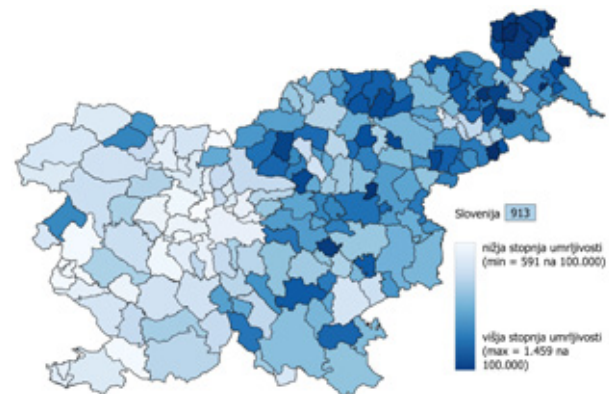 Slovenija 913
nižja stopnja umrljivosti
(min = 591 na 100.000)
višja stopnja umrljivosti
(max = 1.459 na
100.000)